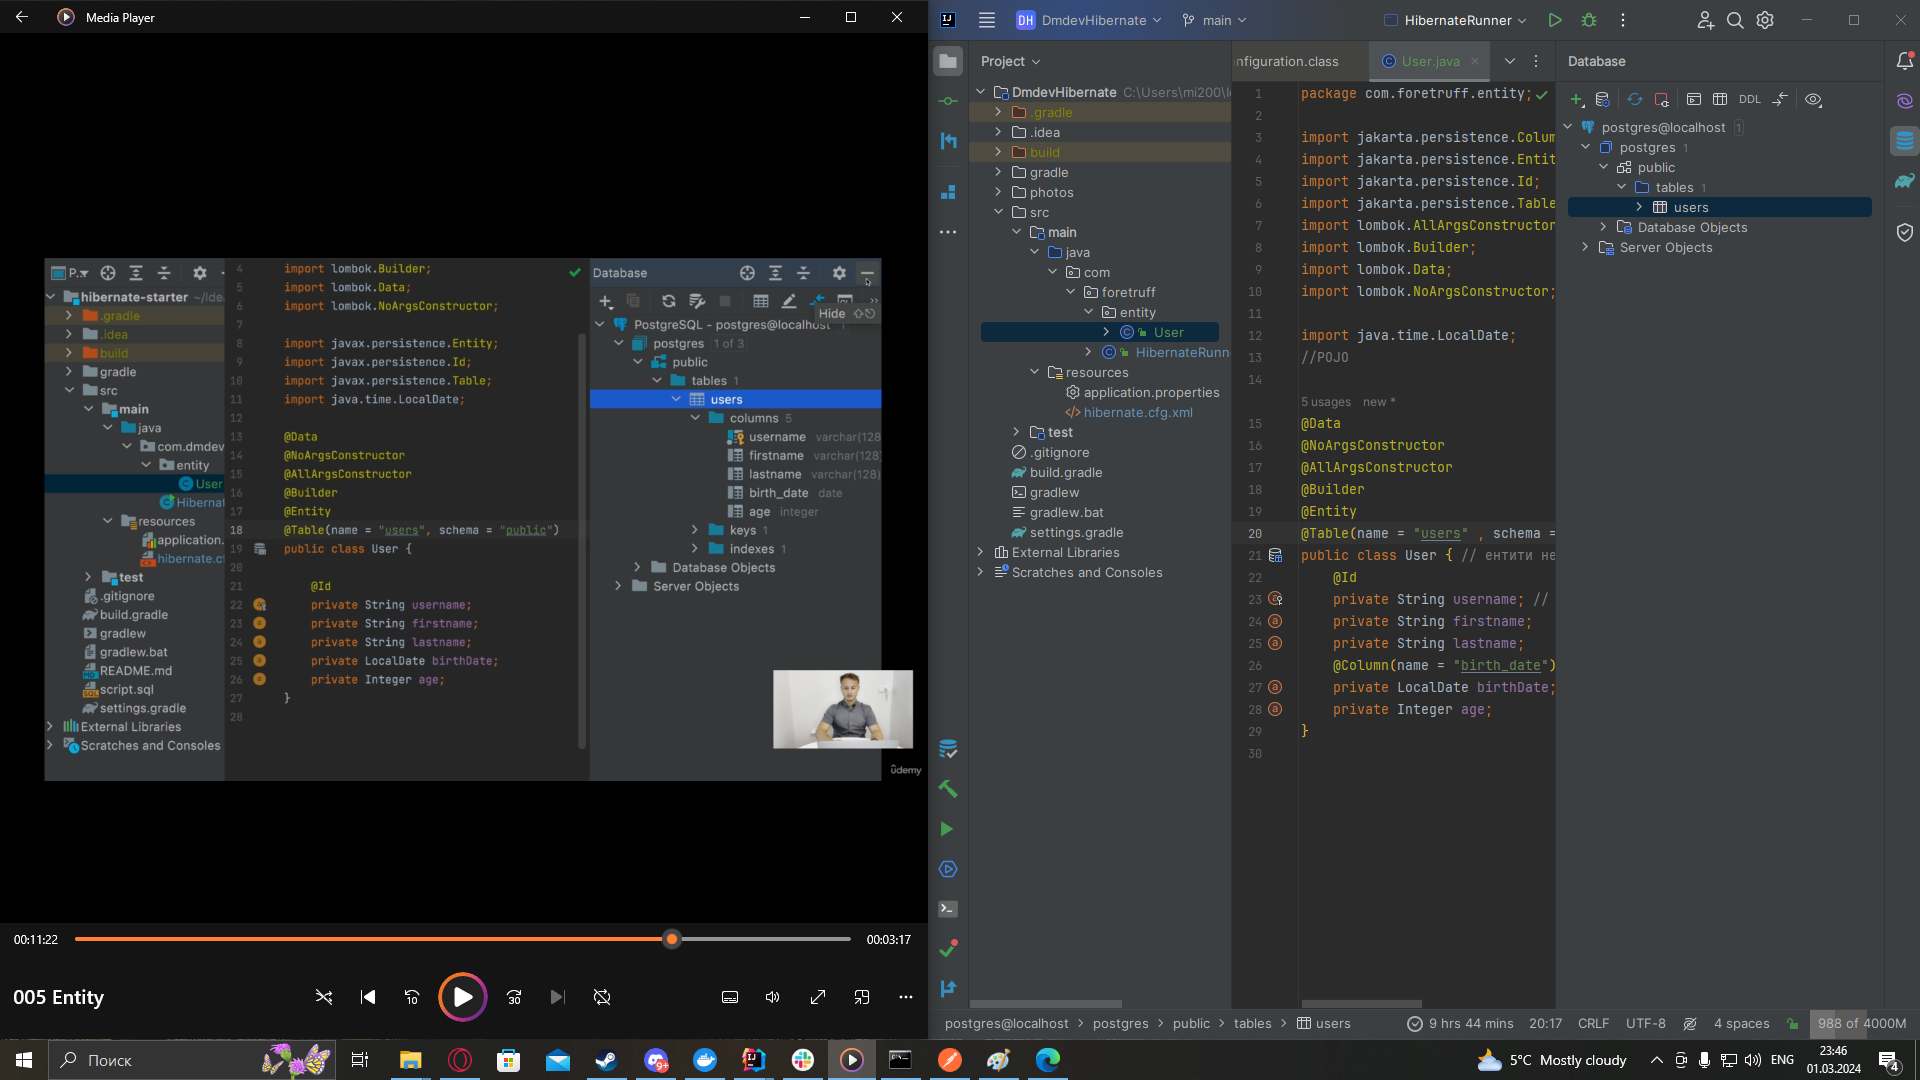 Media Player
P...
hibernate-starter ~/Ide
.gradle
.idea
build
gradle
src
main
java
com.dmdev
entity
User
Hibernat
resources
application.
hibernate.cf
test
.gitignore
build.gradle
gradlew
gradlew.bat
README.md
script.sql
settings.gradle
External Libraries
Scratches and Consoles
4 import lombok.Builder;
5 import lombok.Data;
6 import lombok.NoArgsConstructor;
7
8 import javax.persistence.Entity;
9 import javax.persistence.Id;
10 import javax.persistence.Table;
11 import java.time.LocalDate;
12
13 @Data
14 @NoArgsConstructor
15 @AllArgsConstructor
16 @Builder
17 @Entity
18 @Table(name = "users", schema = "public")
19 public class User {
20
21 @Id
22 private String username;
23 private String firstname;
24 private String lastname;
25 private LocalDate birthDate;
26 private Integer age;
27 }
28
Database
Hide
PostgreSQL - postgres@localhost 1
postgres 1 of 3
public
tables 1
users
columns 5
username varchar(128
firstname varchar(128
lastname varchar(128)
birth_date date
age integer
keys 1
indexes 1
Database Objects
Server Objects
ûdemy
00:11:22
00:03:17
005 Entity
10
30
DH DmdevHibernate
main
HibernateRunner
Project
DmdevHibernate C:\Users\mi200\I
.gradle
.idea
build
gradle
photos
src
main
java
com
foretruff
entity
User
HibernateRunn
resources
application.properties
hibernate.cfg.xml
test
.gitignore
build.gradle
gradlew
gradlew.bat
settings.gradle
External Libraries
Scratches and Consoles
nfiguration.class
User.java
1 package com.foretruff.entity;
2
3 import jakarta.persistence.Colum
4 import jakarta.persistence.Entit
5 import jakarta.persistence.Id;
6 import jakarta.persistence.Table
7 import lombok.AllArgsConstructor
8 import lombok.Builder;
9 import lombok.Data;
10 import lombok.NoArgsConstructor;
11
12 import java.time.LocalDate;
13 //POJO
14
5 usages new *
15 @Data
16 @NoArgsConstructor
17 @AllArgsConstructor
18 @Builder
19 @Entity
20 @Table(name = "users" , schema =
21 public class User { // ентити не
22 @Id
23 private String username; //
24 private String firstname;
25 private String lastname;
26 @Column(name = "birth_date")
27 private LocalDate birthDate;
28 private Integer age;
29 }
30
Database
DDL
postgres@localhost 1
postgres 1
public
tables 1
users
Database Objects
Server Objects
postgres@localhost > postgres > public > tables > users
9 hrs 44 mins 20:17 CRLF UTF-8 4 spaces 988 of 4000M
Поиск
9+
5°C Mostly cloudy
ENG
23:46
01.03.2024
4